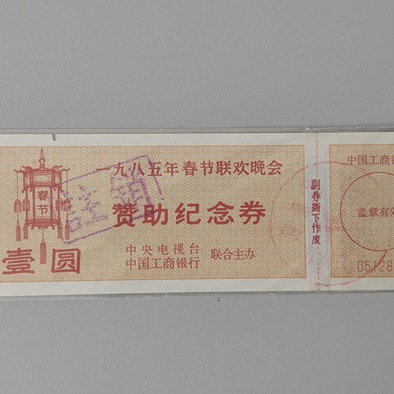 一九八五年春节联欢晚会
赞助纪念券
中央电视台
中国工商银行
联合主办
春节
壹圆
注销
副券撕下作废
中国工商银
盖章有
05128